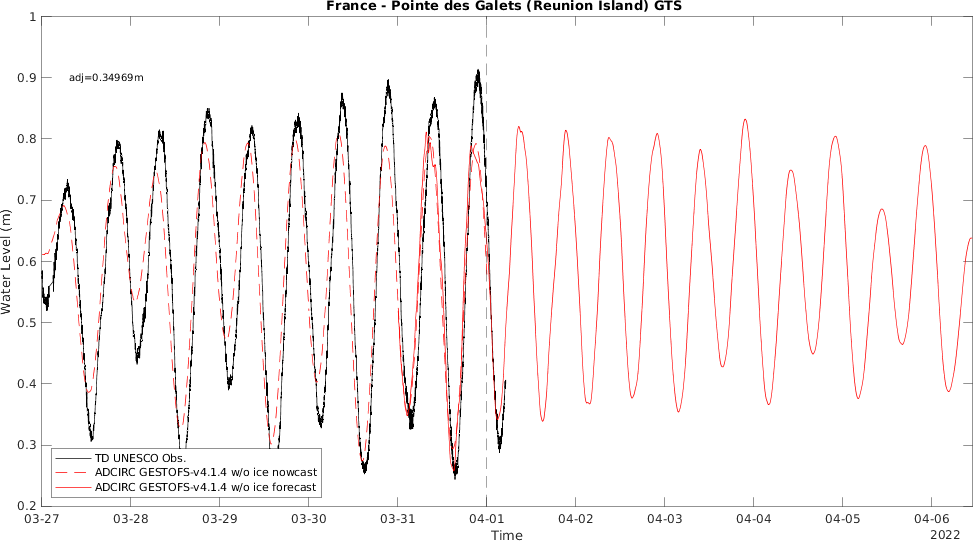 France - Pointe des Galets (Reunion Island) GTS
1
0.9
0.8
0.7
0.6
0.5
0.4
0.3
0.2
Water Level (m)
adj=0.34969m
TD UNESCO Obs.
ADCIRC GESTOFS-v4.1.4 w/o ice nowcast
ADCIRC GESTOFS-v4.1.4 w/o ice forecast
03-27 03-28 03-29 03-30 03-31 04-01 04-02 04-03 04-04 04-05 04-06
Time
2022